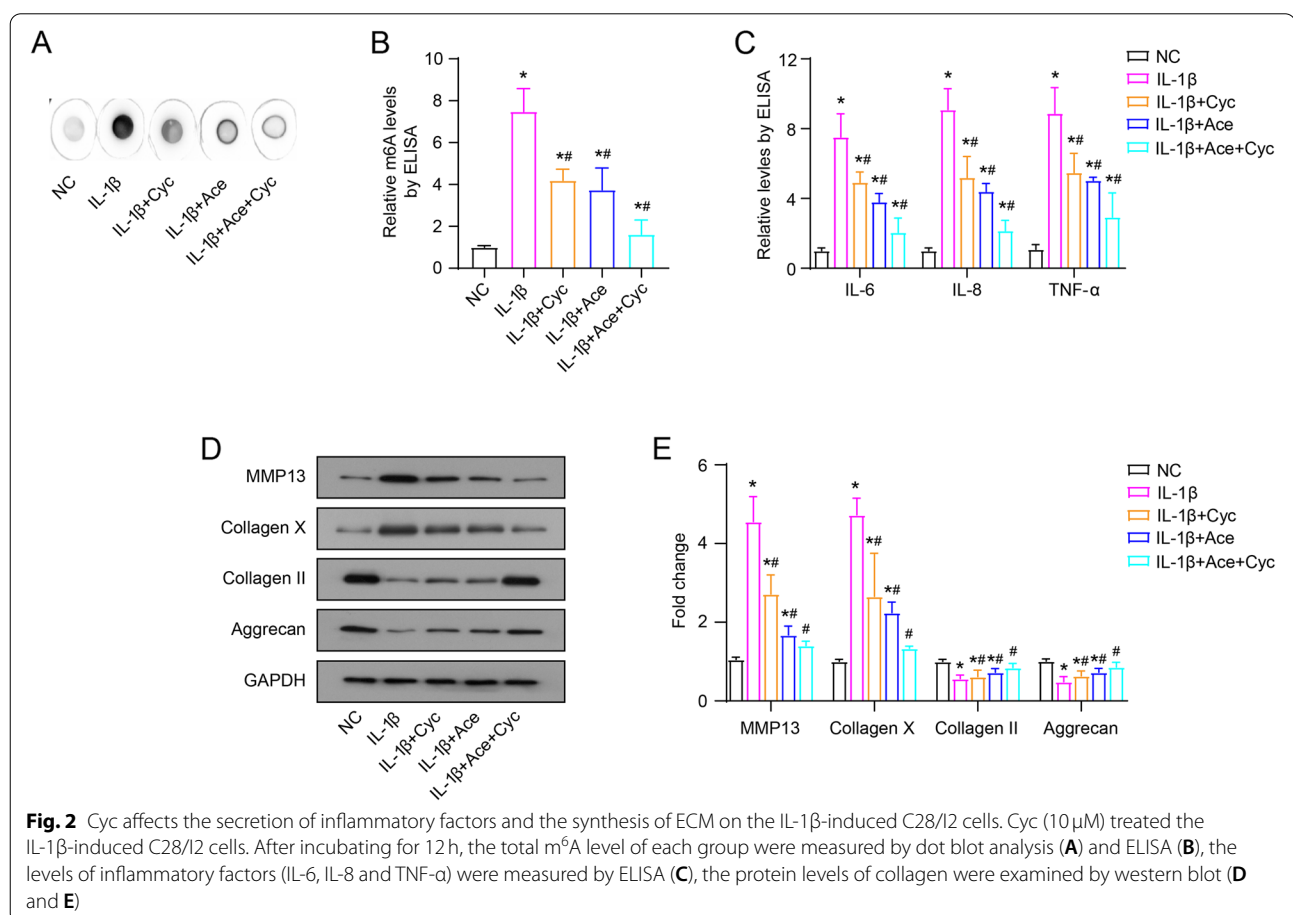 A
NC
IL-1β
IL-1β+Cyc
IL-1β+Ace
IL-1β+Ace+Cyc
B
Relative m6A levels
by ELISA
10
8
6
4
2
0
*
*#
*#
*#
NC
IL-1β
IL-1β+Cyc
IL-1β+Ace
IL-1β+Ace+Cyc
C
Relative levles by ELISA
12
8
4
0
*
*#
*#
*#
*
*#
*#
*#
*
*#
*#
*#
IL-6
IL-8
TNF-α
NC
IL-1β
IL-1β+Cyc
IL-1β+Ace
IL-1β+Ace+Cyc
D
MMP13
Collagen X
Collagen II
Aggrecan
GAPDH
NC
IL-1β
IL-1β+Cyc
IL-1β+Ace
IL-1β+Ace+Cyc
E
Fold change
6
4
2
0
*
*#
*#
#
*
*#
*#
#
*
*#
*#
#
*
*#
*#
#
MMP13
Collagen X
Collagen II
Aggrecan
NC
IL-1β
IL-1β+Cyc
IL-1β+Ace
IL-1β+Ace+Cyc
Fig. 2 Cyc affects the secretion of inflammatory factors and the synthesis of ECM on the IL-1β-induced C28/I2 cells. Cyc (10 μM) treated the
IL-1β-induced C28/I2 cells. After incubating for 12 h, the total m⁶A level of each group were measured by dot blot analysis (A) and ELISA (B), the
levels of inflammatory factors (IL-6, IL-8 and TNF-α) were measured by ELISA (C), the protein levels of collagen were examined by western blot (D
and E)